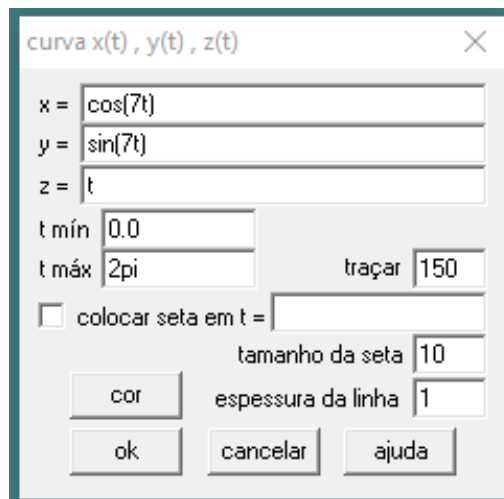 curva x(t) , y(t) , z(t)
x = cos(7t)
y = sin(7t)
z = t
t mín 0.0
t máx 2pi traçar 150
colocar seta em t =
tamanho da seta 10
cor espessura da linha 1
ok cancelar ajuda